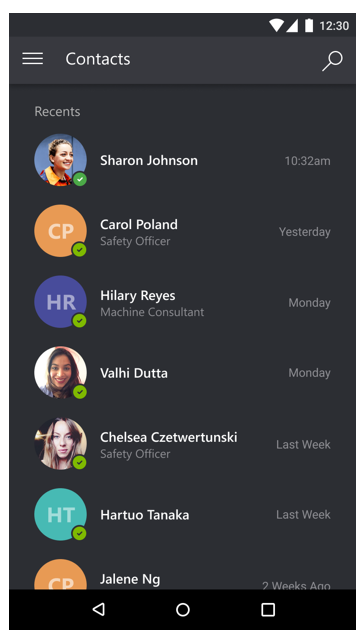 12:30
Contacts
Recents
Sharon Johnson
10:32am
CP
Carol Poland
Safety Officer
Yesterday
HR
Hilary Reyes
Machine Consultant
Monday
Valhi Dutta
Monday
Chelsea Czetwertunski
Safety Officer
Last Week
HT
Hartuo Tanaka
Last Week
CP
Jalene Ng
2 Weeks Ago